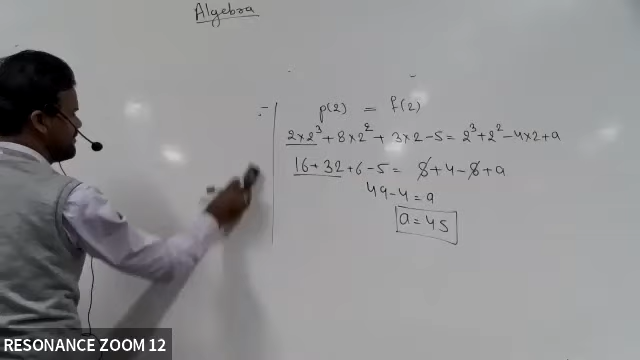 Algebra
p(2) = f(2)
2×2³ + 8×2² + 3×2 - 5 = 2³ + 2² - 4×2 + a
16 + 32 + 6 - 5 = 8 + 4 - 8 + a
49 - 4 = a
a = 45
RESONANCE ZOOM 12